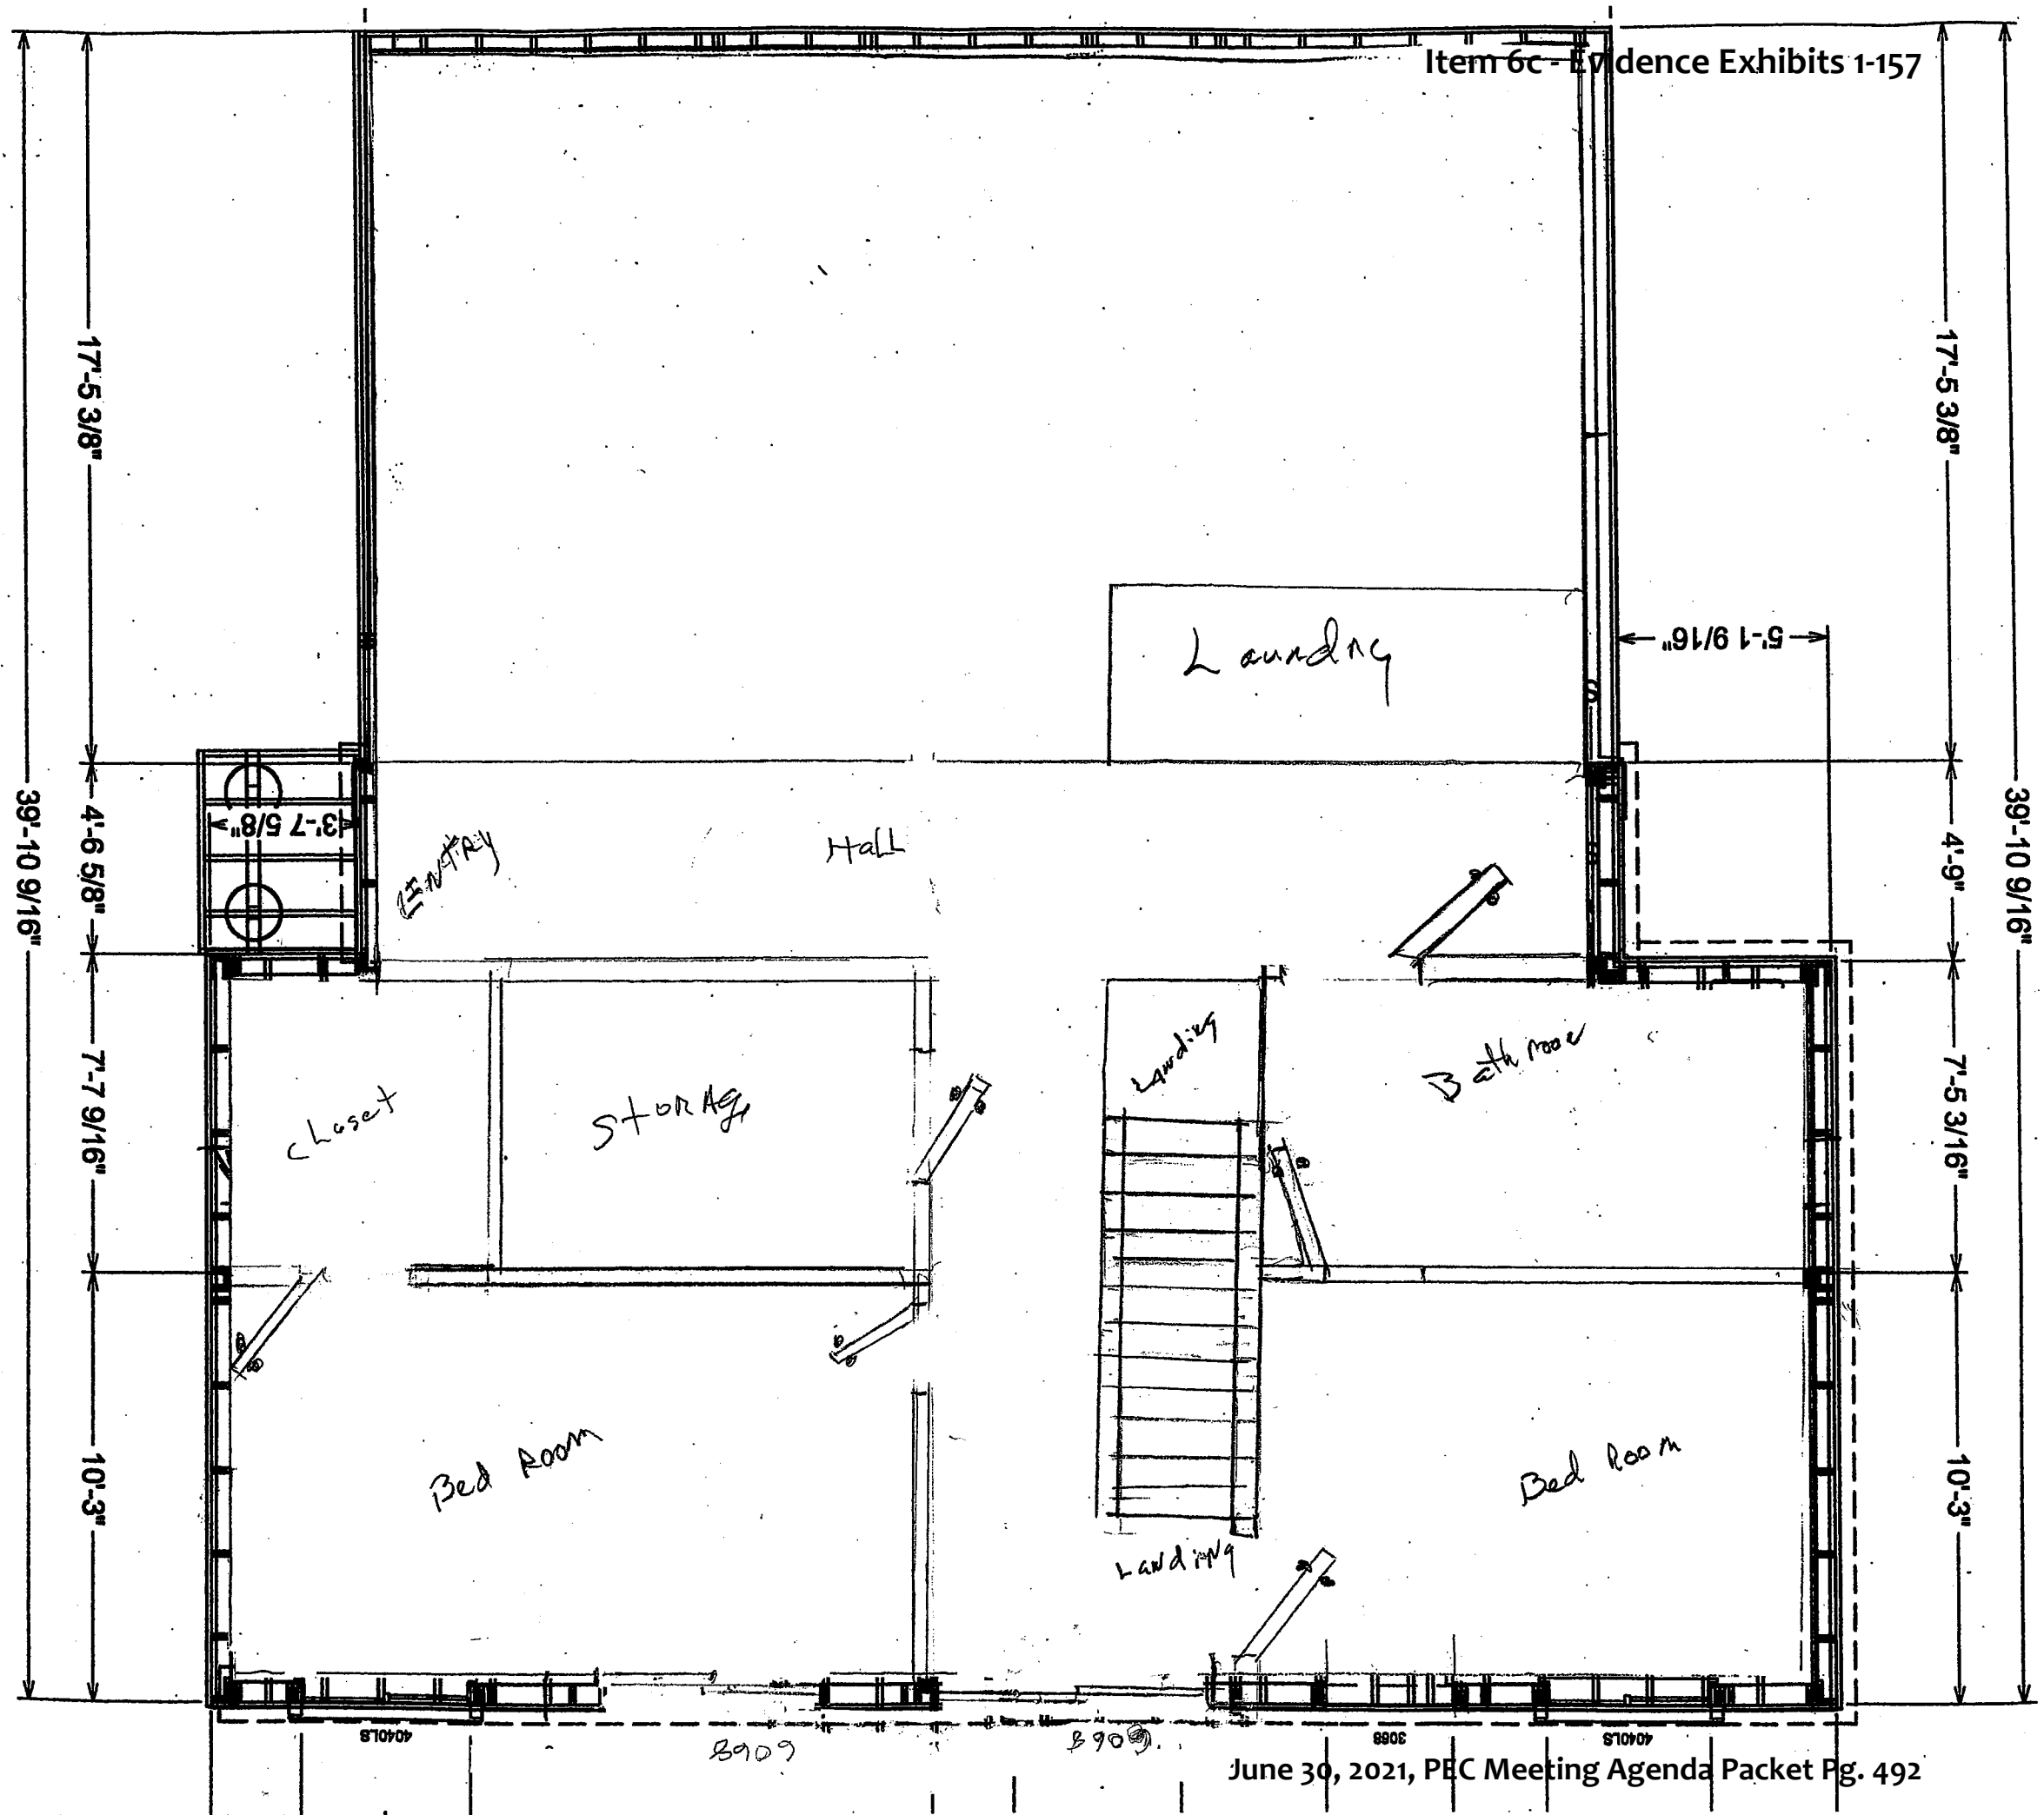 Item 6c - Evidence Exhibits 1-157
17'-5 3/8"
17'-5 3/8"
Laundry
5'-1 9/16"
39'-10 9/16"
4'-6 5/8"
3'-7 5/8"
Entry
Hall
4'-9"
39'-10 9/16"
7'-7 9/16"
Closet
Storag
Landing
Bathroom
7'-5 3/16"
10'-3"
Bed Room
Bed Room
10'-3"
Landing
4040LS
6068
6068
3068
4040LS
June 30, 2021, PEC Meeting Agenda Packet Pg. 492